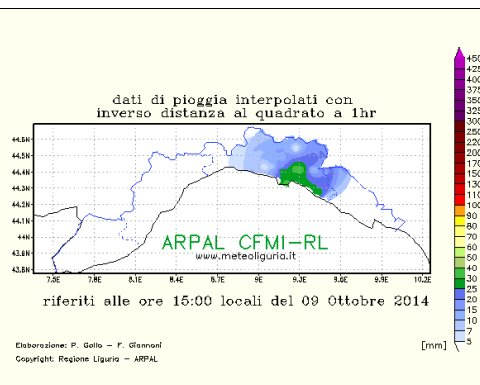 dati di pioggia interpolati con
inverso distanza al quadrato a 1hr
44.5N
44.4N
44.3N
44.2N
44.1N
44N
43.9N
43.8N
ARPAL CFMI-RL
www.meteoliguria.it
7.5E 7.8E 8.1E 8.4E 8.7E 9E 9.3E 9.6E 9.9E 10.2E
riferiti alle ore 15:00 locali del 09 Ottobre 2014
Elaborazione: P. Gollo - F. Giannoni
Copyright: Regione Liguria - ARPAL
[mm]
450
425
400
375
350
325
300
250
220
200
170
150
130
110
100
90
80
70
60
50
40
30
25
20
15
10
7
5